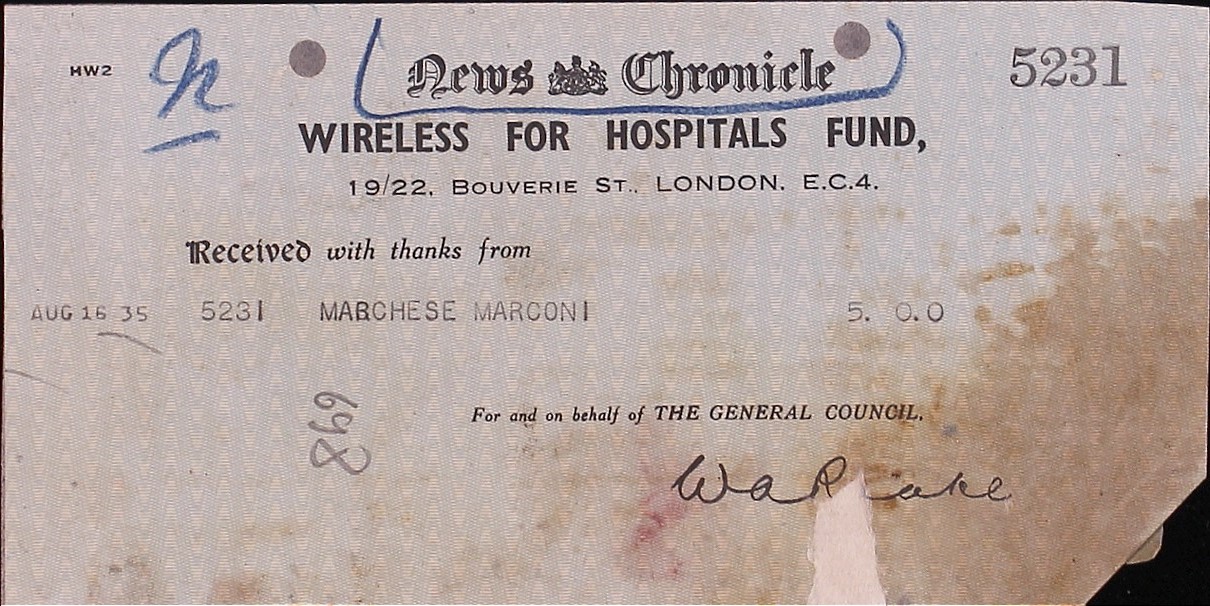 HW2 N News Chronicle 5231
WIRELESS FOR HOSPITALS FUND,
19/22, BOUVERIE ST., LONDON. E.C.4.
Received with thanks from
AUG 16 35 5231 MARCHESE MARCONI 5. 0.0
869
For and on behalf of THE GENERAL COUNCIL.